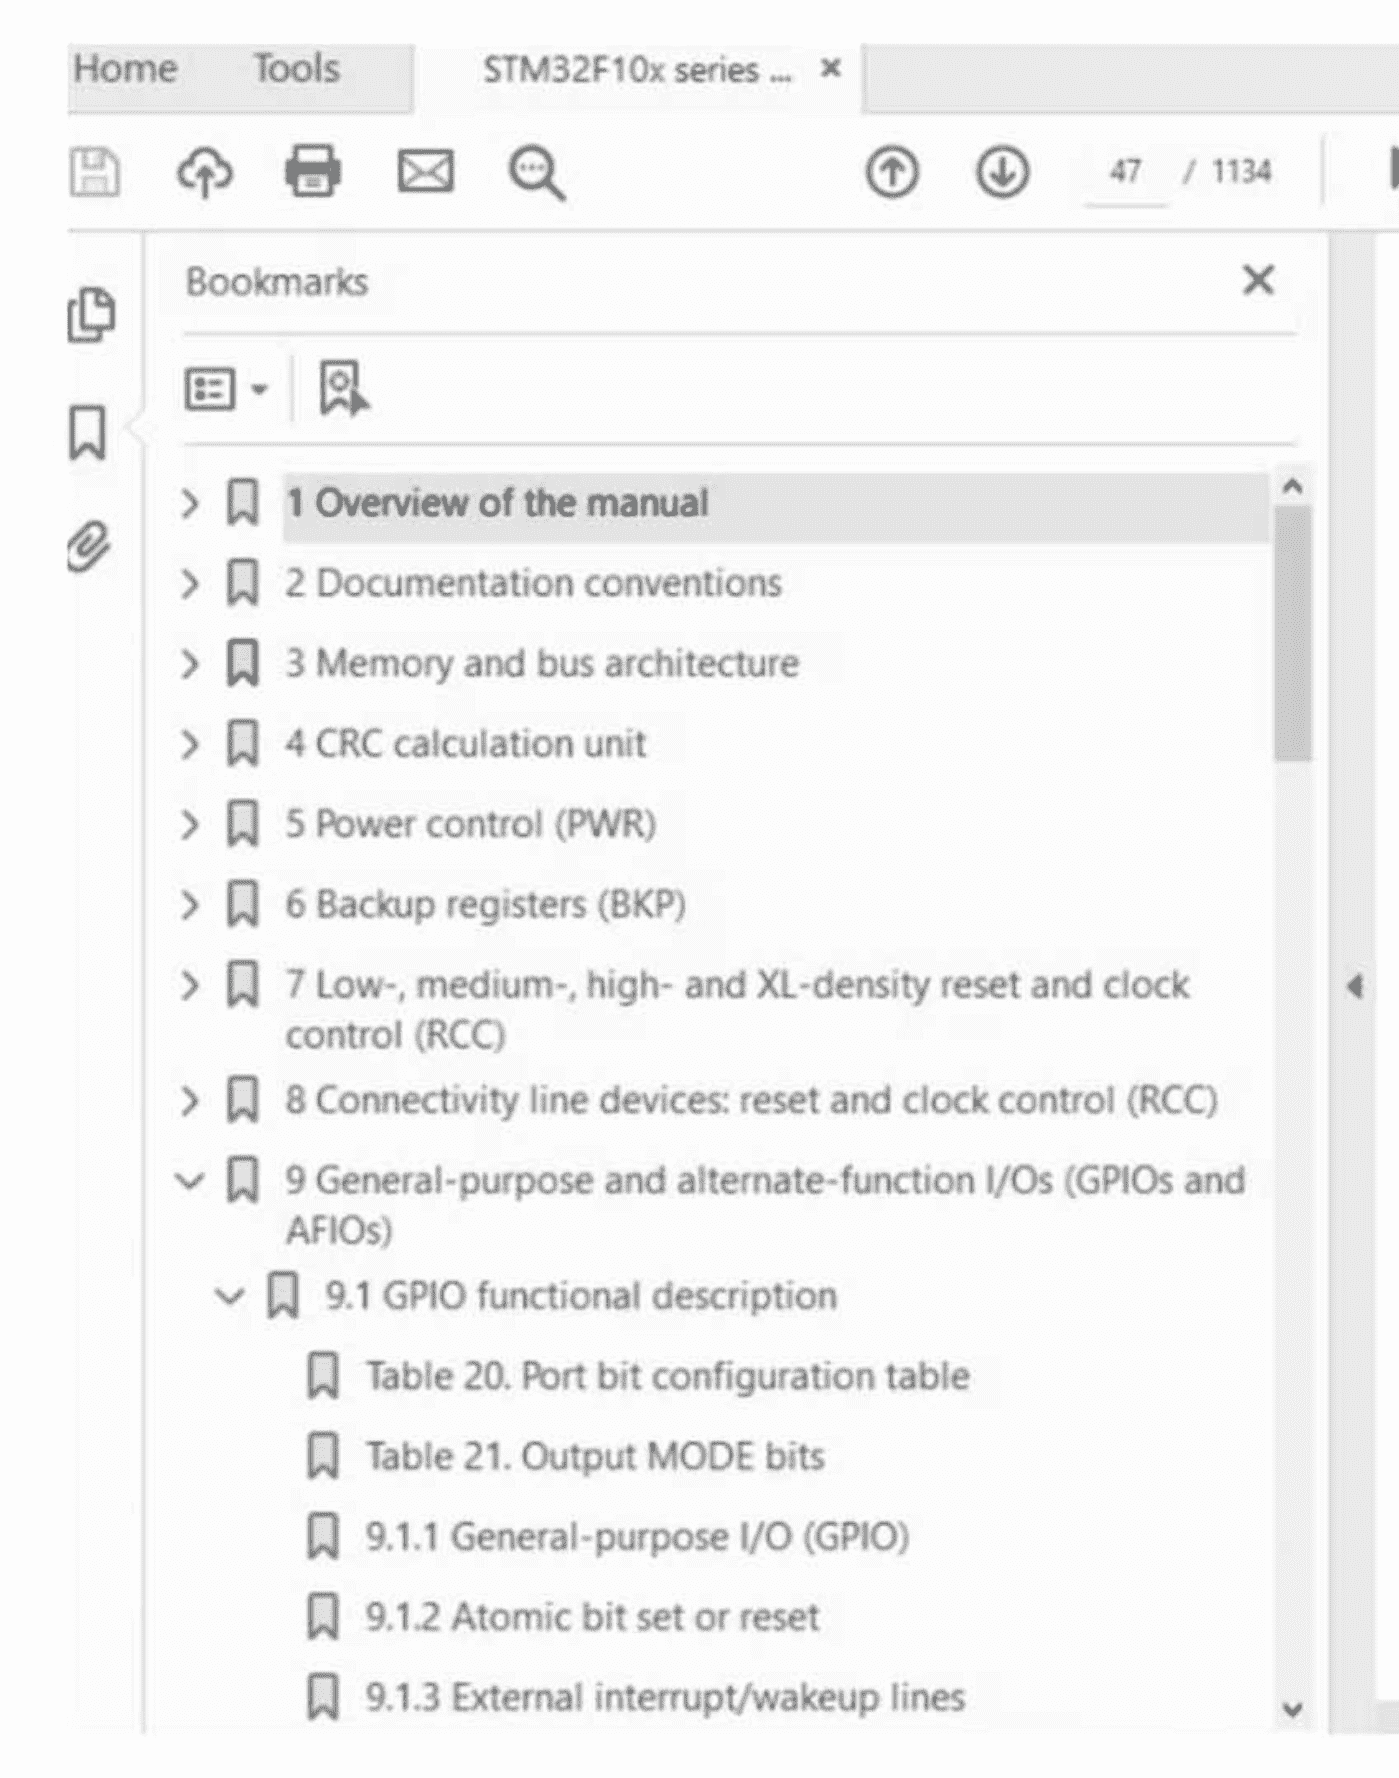 Home Tools STM32F10x series ... ×
47 / 1134
Bookmarks
1 Overview of the manual
2 Documentation conventions
3 Memory and bus architecture
4 CRC calculation unit
5 Power control (PWR)
6 Backup registers (BKP)
7 Low-, medium-, high- and XL-density reset and clock
control (RCC)
8 Connectivity line devices: reset and clock control (RCC)
9 General-purpose and alternate-function I/Os (GPIOs and
AFIOs)
9.1 GPIO functional description
Table 20. Port bit configuration table
Table 21. Output MODE bits
9.1.1 General-purpose I/O (GPIO)
9.1.2 Atomic bit set or reset
9.1.3 External interrupt/wakeup lines